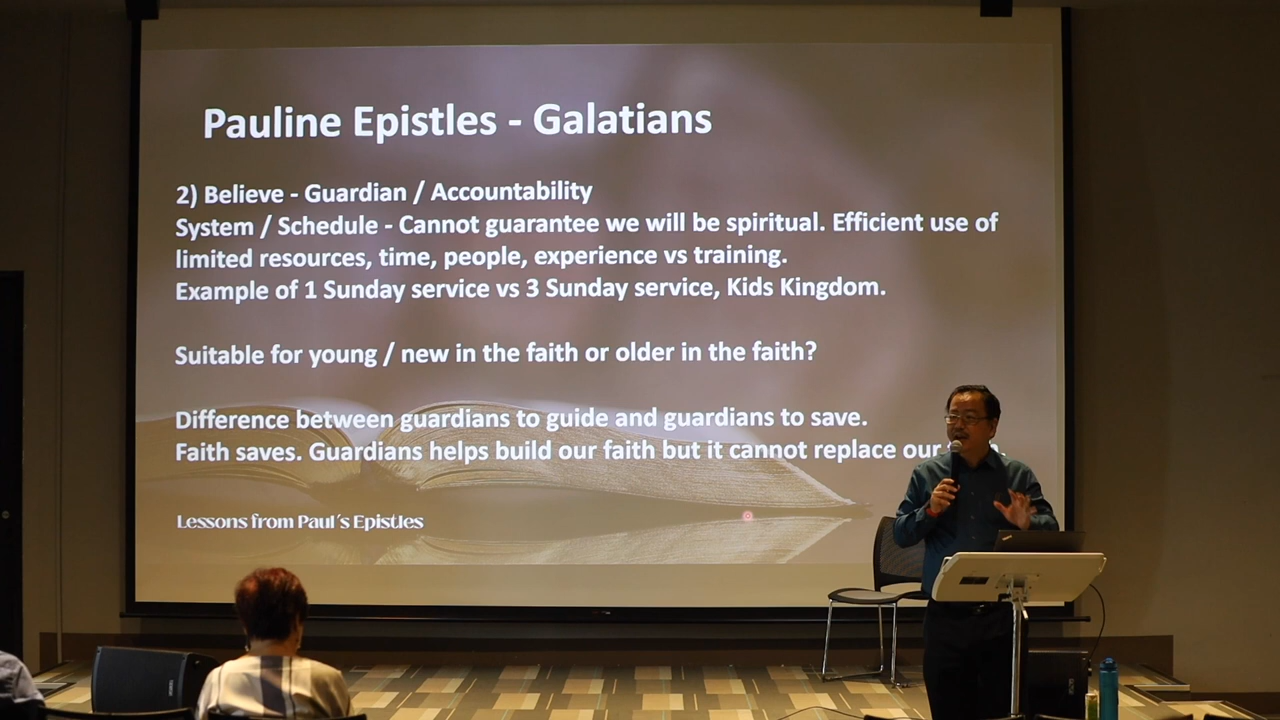 Pauline Epistles - Galatians
2) Believe - Guardian / Accountability
System / Schedule - Cannot guarantee we will be spiritual. Efficient use of
limited resources, time, people, experience vs training.
Example of 1 Sunday service vs 3 Sunday service, Kids Kingdom.
Suitable for young / new in the faith or older in the faith?
Difference between guardians to guide and guardians to save.
Faith saves. Guardians helps build our faith but it cannot replace our
Lessons from Paul's Epistles